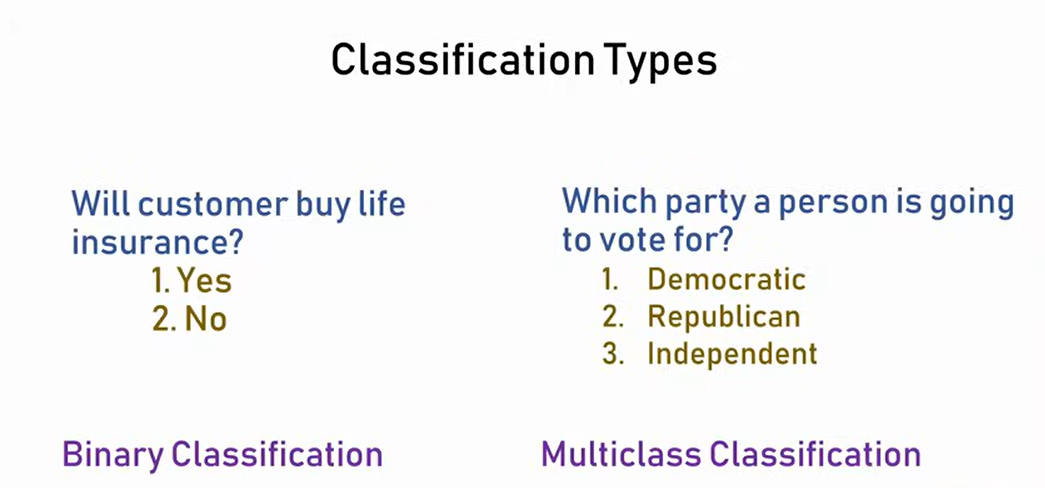 Classification Types
Will customer buy life
insurance?
1. Yes
2. No
Which party a person is going
to vote for?
1. Democratic
2. Republican
3. Independent
Binary Classification
Multiclass Classification